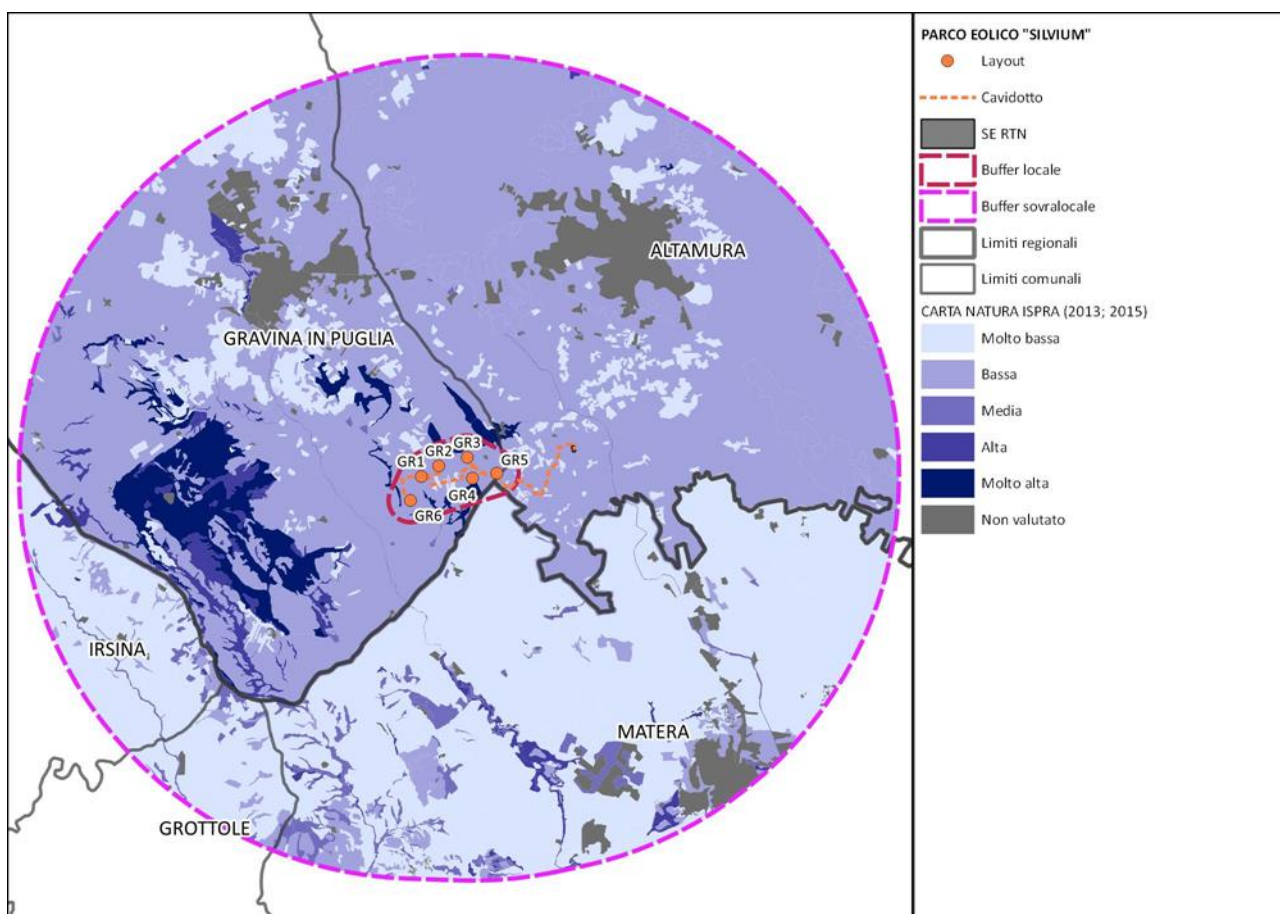 ALTAMURA
GRAVINA IN PUGLIA
GR3
GR2
GR1
GR5
GR4
GR6
IRSINA
MATERA
GROTTOLE
PARCO EOLICO "SILVIUM"
Layout
Cavidotto
SE RTN
Buffer locale
Buffer sovralocale
Limiti regionali
Limiti comunali
CARTA NATURA ISPRA (2013; 2015)
Molto bassa
Bassa
Media
Alta
Molto alta
Non valutato